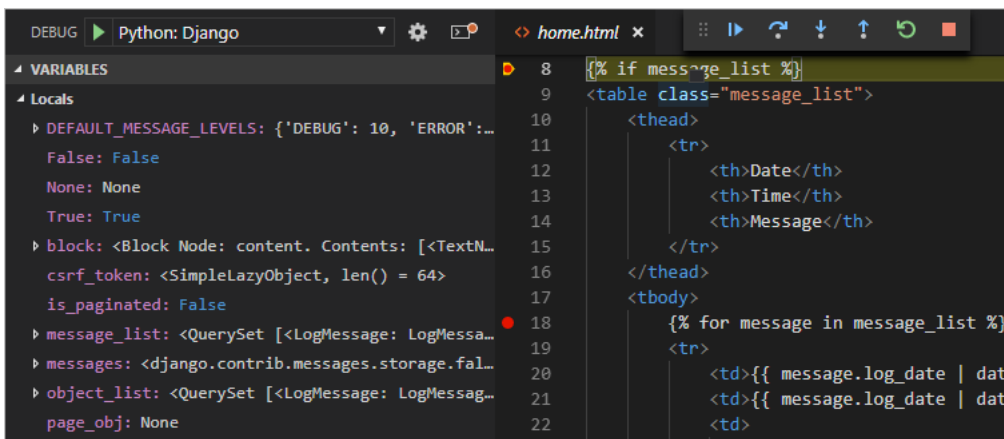 DEBUG Python: Django
VARIABLES
Locals
DEFAULT_MESSAGE_LEVELS: {'DEBUG': 10, 'ERROR':…
False: False
None: None
True: True
block: <Block Node: content. Contents: [<TextN…
csrf_token: <SimpleLazyObject, len() = 64>
is_paginated: False
message_list: <QuerySet [<LogMessage: LogMessa…
messages: <django.contrib.messages.storage.fal…
object_list: <QuerySet [<LogMessage: LogMessag…
page_obj: None
<> home.html ×
8 {% if message_list %}
9 <table class="message_list">
10 <thead>
11 <tr>
12 <th>Date</th>
13 <th>Time</th>
14 <th>Message</th>
15 </tr>
16 </thead>
17 <tbody>
18 {% for message in message_list %}
19 <tr>
20 <td>{{ message.log_date | dat
21 <td>{{ message.log_date | dat
22 <td>